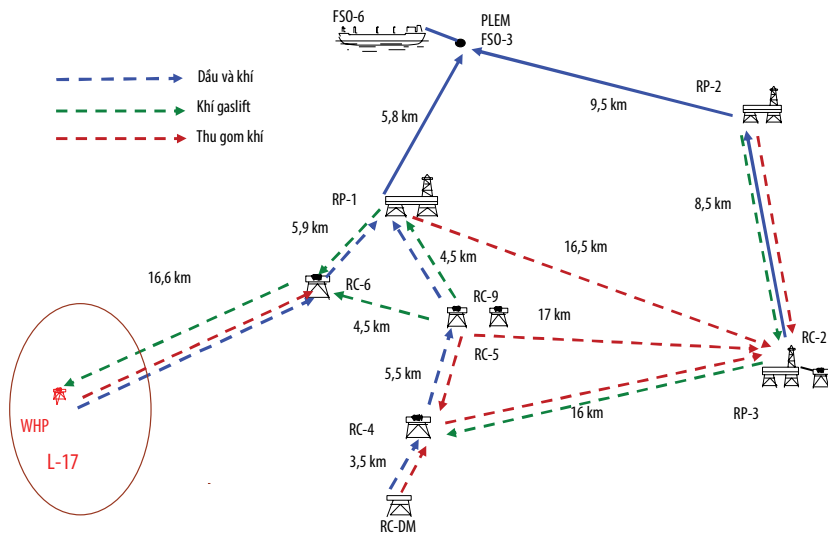 FSO-6
PLEM
FSO-3
Dầu và khí
Khí gaslift
Thu gom khí
RP-2
9,5 km
5,8 km
RP-1
8,5 km
5,9 km
4,5 km
16,5 km
16,6 km
RC-6
RC-9
17 km
4,5 km
RC-5
RC-2
5,5 km
RP-3
WHP
RC-4
16 km
L-17
3,5 km
RC-DM